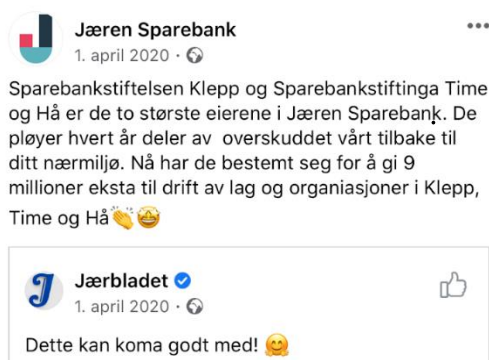 Jæren Sparebank
1. april 2020 ·
Sparebankstiftelsen Klepp og Sparebankstiftinga Time
og Hå er de to største eierene i Jæren Sparebank. De
pløyer hvert år deler av  overskuddet vårt tilbake til
ditt nærmiljø. Nå har de bestemt seg for å gi 9
millioner eksta til drift av lag og organiasjoner i Klepp,
Time og Hå👏🤩
Jærbladet
1. april 2020 ·
Dette kan koma godt med! 🤗